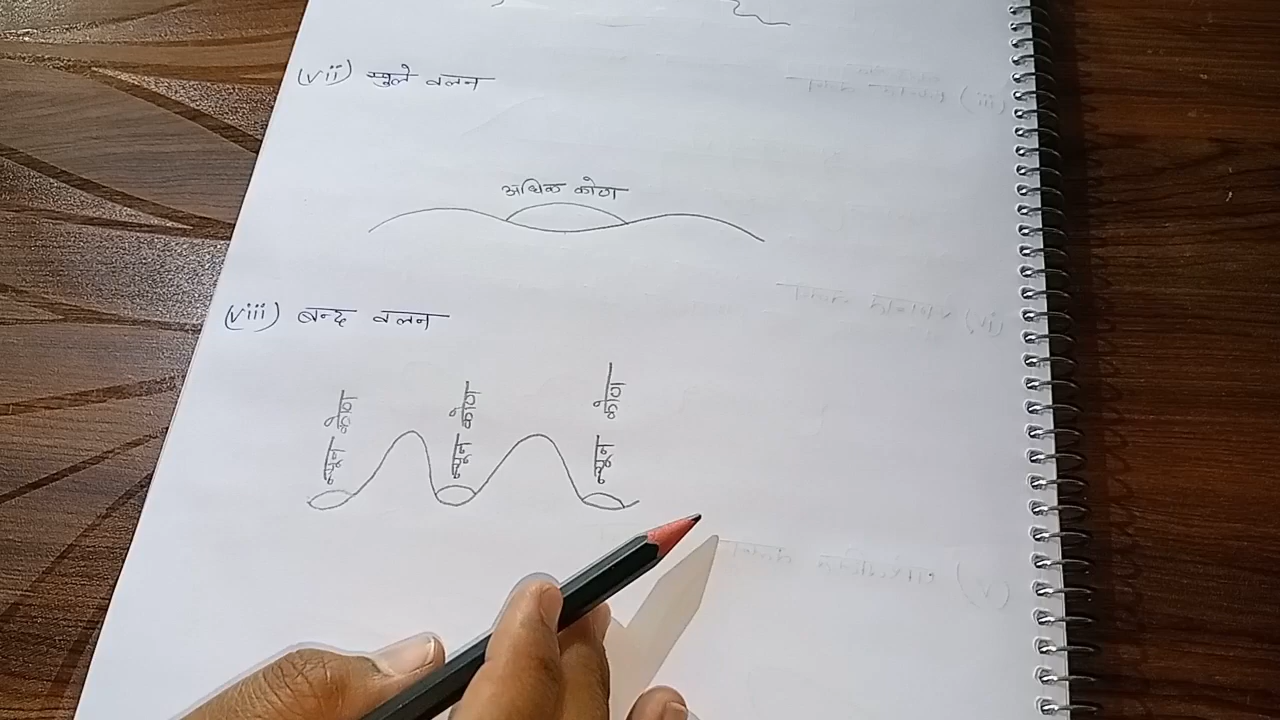 (vii) खुले वलन
अधिक कोण
(viii) बन्द वलन
न्यून कोण
न्यून कोण
न्यून कोण